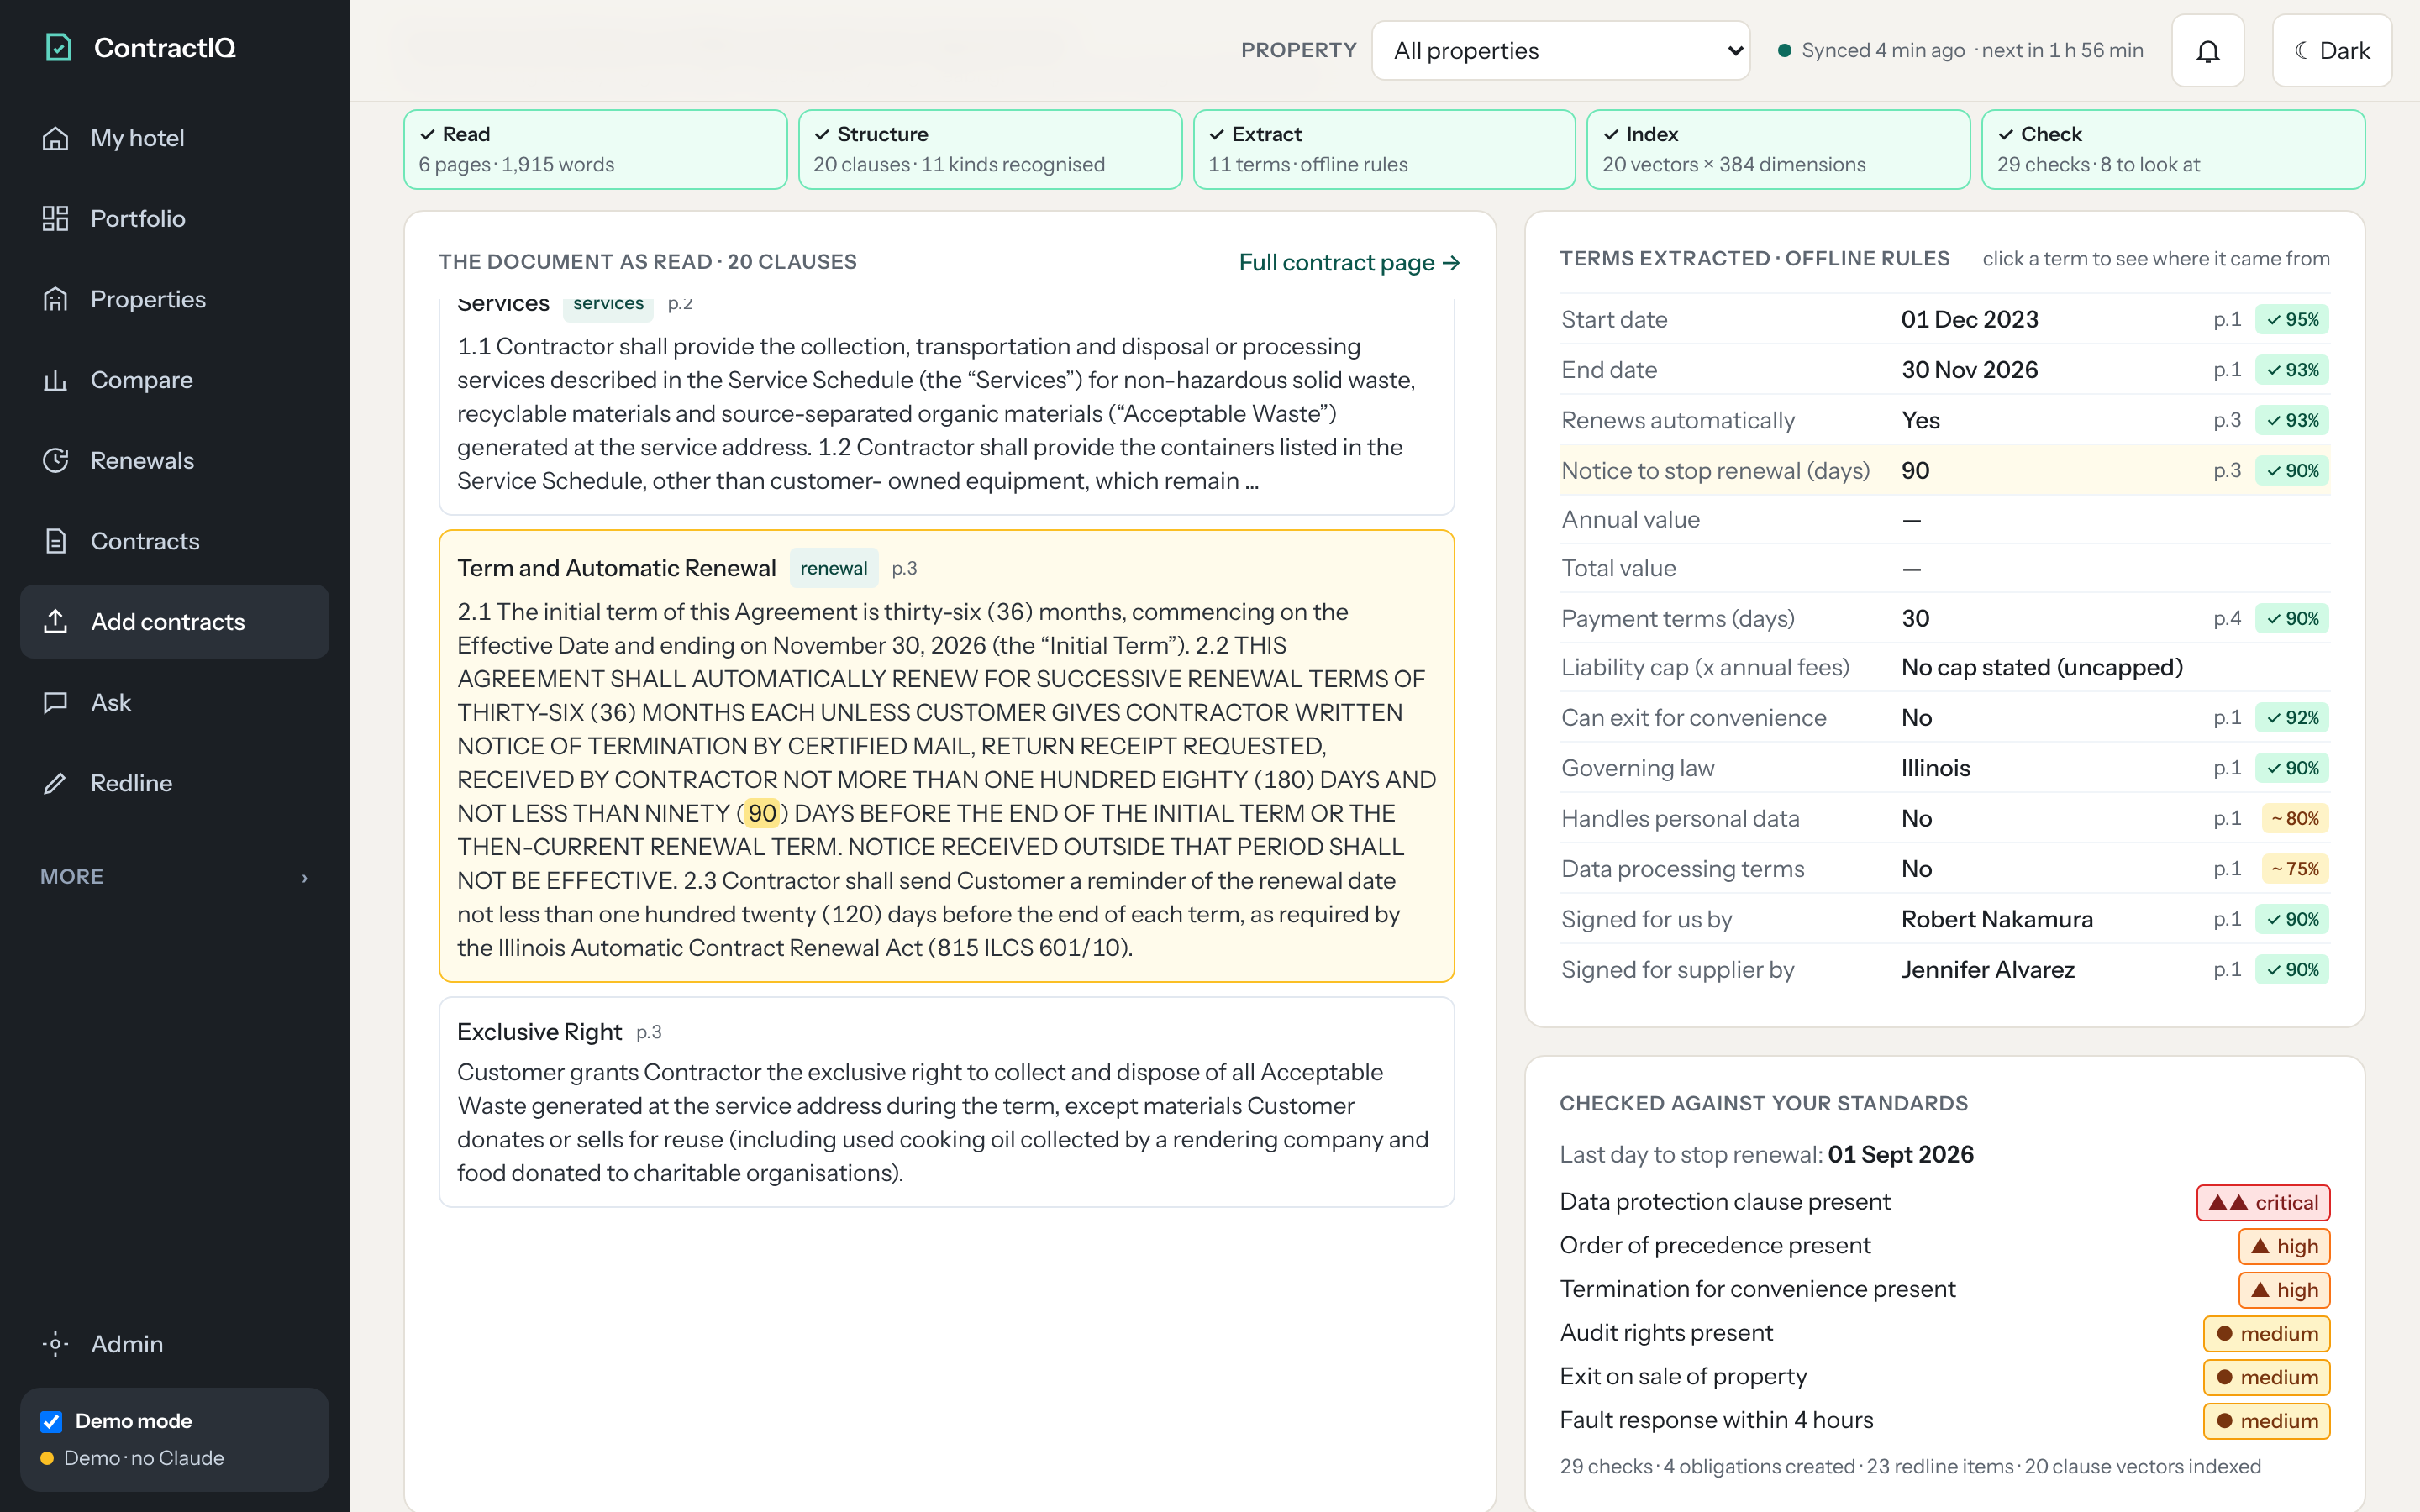 ContractIQ
My hotel
Portfolio
Properties
Compare
Renewals
Contracts
Add contracts
Ask
Redline
MORE ›
Admin
Demo mode
Demo · no Claude
PROPERTY All properties Synced 4 min ago · next in 1 h 56 min ☾ Dark
✓ Read
6 pages · 1,915 words
✓ Structure
20 clauses · 11 kinds recognised
✓ Extract
11 terms · offline rules
✓ Index
20 vectors × 384 dimensions
✓ Check
29 checks · 8 to look at
THE DOCUMENT AS READ · 20 CLAUSES Full contract page →
Services services p.2
1.1 Contractor shall provide the collection, transportation and disposal or processing
services described in the Service Schedule (the “Services”) for non-hazardous solid waste,
recyclable materials and source-separated organic materials (“Acceptable Waste”)
generated at the service address. 1.2 Contractor shall provide the containers listed in the
Service Schedule, other than customer- owned equipment, which remain ...
Term and Automatic Renewal renewal p.3
2.1 The initial term of this Agreement is thirty-six (36) months, commencing on the
Effective Date and ending on November 30, 2026 (the “Initial Term”). 2.2 THIS
AGREEMENT SHALL AUTOMATICALLY RENEW FOR SUCCESSIVE RENEWAL TERMS OF
THIRTY-SIX (36) MONTHS EACH UNLESS CUSTOMER GIVES CONTRACTOR WRITTEN
NOTICE OF TERMINATION BY CERTIFIED MAIL, RETURN RECEIPT REQUESTED,
RECEIVED BY CONTRACTOR NOT MORE THAN ONE HUNDRED EIGHTY (180) DAYS AND
NOT LESS THAN NINETY (90) DAYS BEFORE THE END OF THE INITIAL TERM OR THE
THEN-CURRENT RENEWAL TERM. NOTICE RECEIVED OUTSIDE THAT PERIOD SHALL
NOT BE EFFECTIVE. 2.3 Contractor shall send Customer a reminder of the renewal date
not less than one hundred twenty (120) days before the end of each term, as required by
the Illinois Automatic Contract Renewal Act (815 ILCS 601/10).
Exclusive Right p.3
Customer grants Contractor the exclusive right to collect and dispose of all Acceptable
Waste generated at the service address during the term, except materials Customer
donates or sells for reuse (including used cooking oil collected by a rendering company and
food donated to charitable organisations).
TERMS EXTRACTED · OFFLINE RULES click a term to see where it came from
Start date 01 Dec 2023 p.1 ✓ 95%
End date 30 Nov 2026 p.1 ✓ 93%
Renews automatically Yes p.3 ✓ 93%
Notice to stop renewal (days) 90 p.3 ✓ 90%
Annual value —
Total value —
Payment terms (days) 30 p.4 ✓ 90%
Liability cap (x annual fees) No cap stated (uncapped)
Can exit for convenience No p.1 ✓ 92%
Governing law Illinois p.1 ✓ 90%
Handles personal data No p.1 ~ 80%
Data processing terms No p.1 ~ 75%
Signed for us by Robert Nakamura p.1 ✓ 90%
Signed for supplier by Jennifer Alvarez p.1 ✓ 90%
CHECKED AGAINST YOUR STANDARDS
Last day to stop renewal: 01 Sept 2026
Data protection clause present ▲▲ critical
Order of precedence present ▲ high
Termination for convenience present ▲ high
Audit rights present ● medium
Exit on sale of property ● medium
Fault response within 4 hours ● medium
29 checks · 4 obligations created · 23 redline items · 20 clause vectors indexed